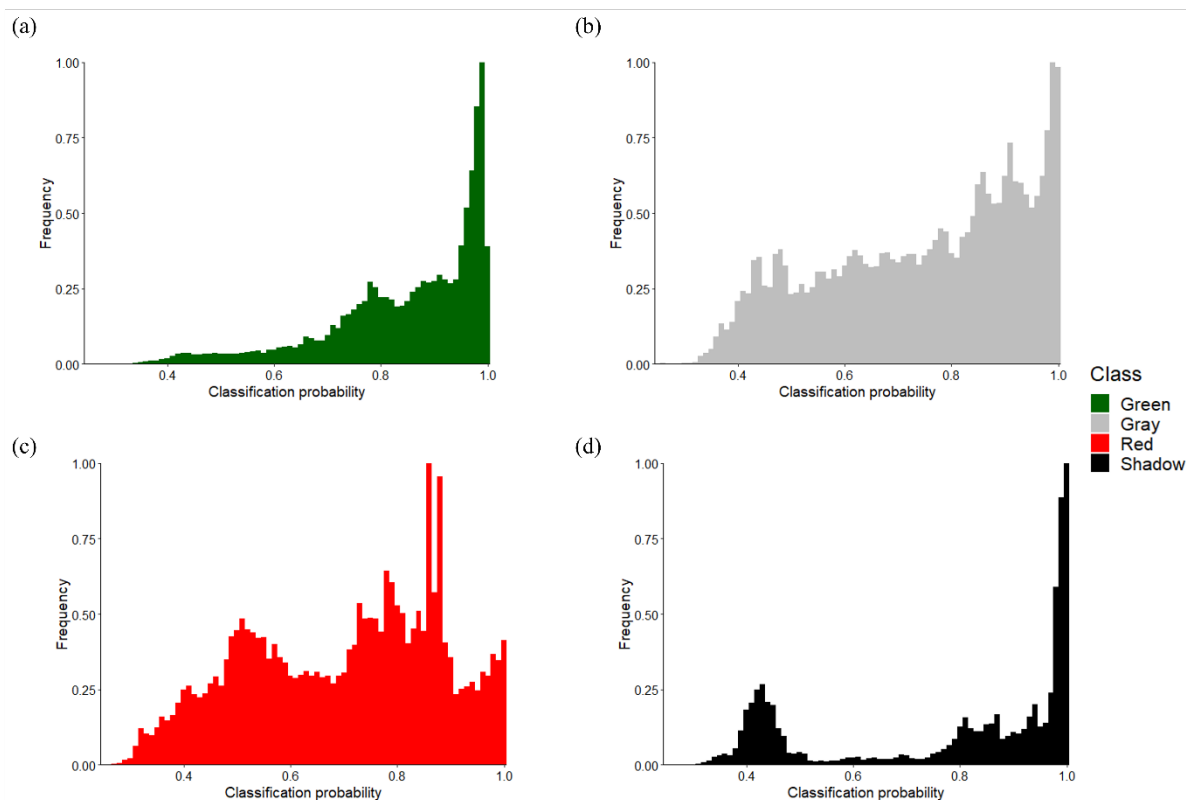 (a)
1.00
0.75
0.50
0.25
0.00
Frequency
0.4 0.6 0.8 1.0
Classification probability
(b)
1.00
0.75
0.50
0.25
0.00
Frequency
0.4 0.6 0.8 1.0
Classification probability
Class
Green
Gray
Red
Shadow
(c)
1.00
0.75
0.50
0.25
0.00
Frequency
0.4 0.6 0.8 1.0
Classification probability
(d)
1.00
0.75
0.50
0.25
0.00
Frequency
0.4 0.6 0.8 1.0
Classification probability